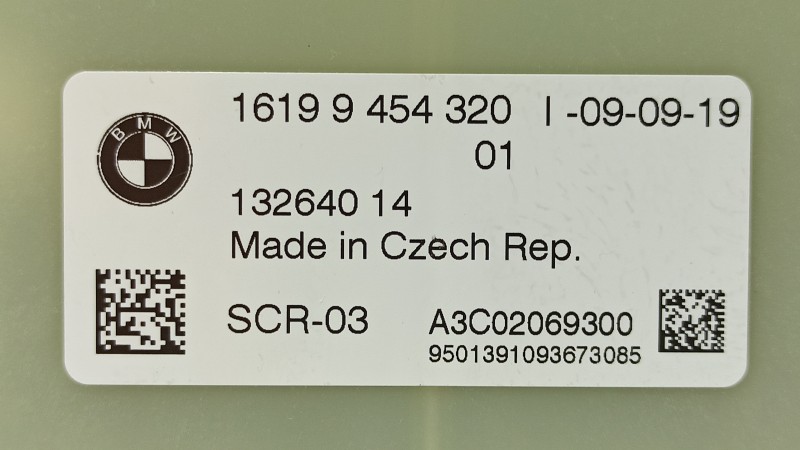 BMW
1619 9 454 320 I -09-09-19
01
132640 14
Made in Czech Rep.
SCR-03
A3C02069300
9501391093673085